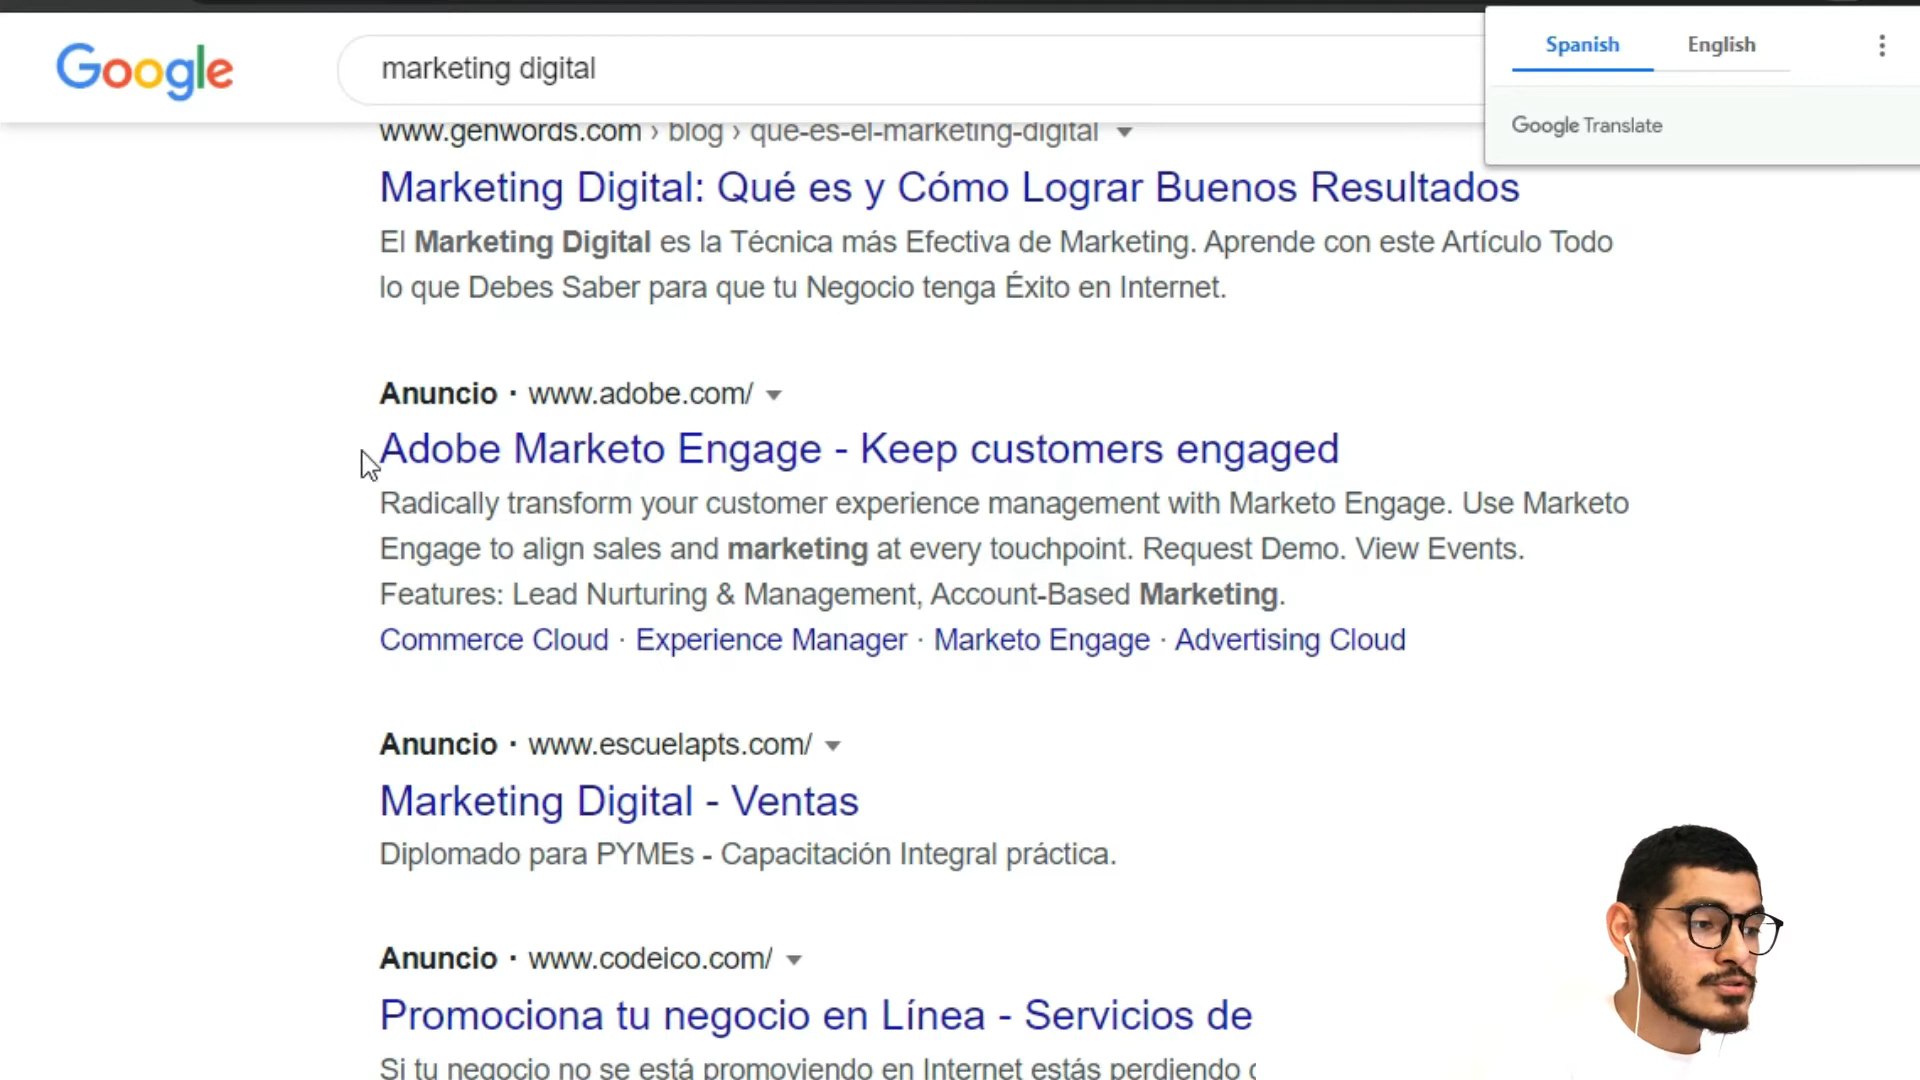 Google
marketing digital
Spanish
English
Google Translate
www.genwords.com › blog › que-es-el-marketing-digital
Marketing Digital: Qué es y Cómo Lograr Buenos Resultados
El Marketing Digital es la Técnica más Efectiva de Marketing. Aprende con este Artículo Todo
lo que Debes Saber para que tu Negocio tenga Éxito en Internet.
Anuncio · www.adobe.com/
Adobe Marketo Engage - Keep customers engaged
Radically transform your customer experience management with Marketo Engage. Use Marketo
Engage to align sales and marketing at every touchpoint. Request Demo. View Events.
Features: Lead Nurturing & Management, Account-Based Marketing.
Commerce Cloud · Experience Manager · Marketo Engage · Advertising Cloud
Anuncio · www.escuelapts.com/
Marketing Digital - Ventas
Diplomado para PYMEs - Capacitación Integral práctica.
Anuncio · www.codeico.com/
Promociona tu negocio en Línea - Servicios de
Si tu negocio no se está promoviendo en Internet estás perdiendo